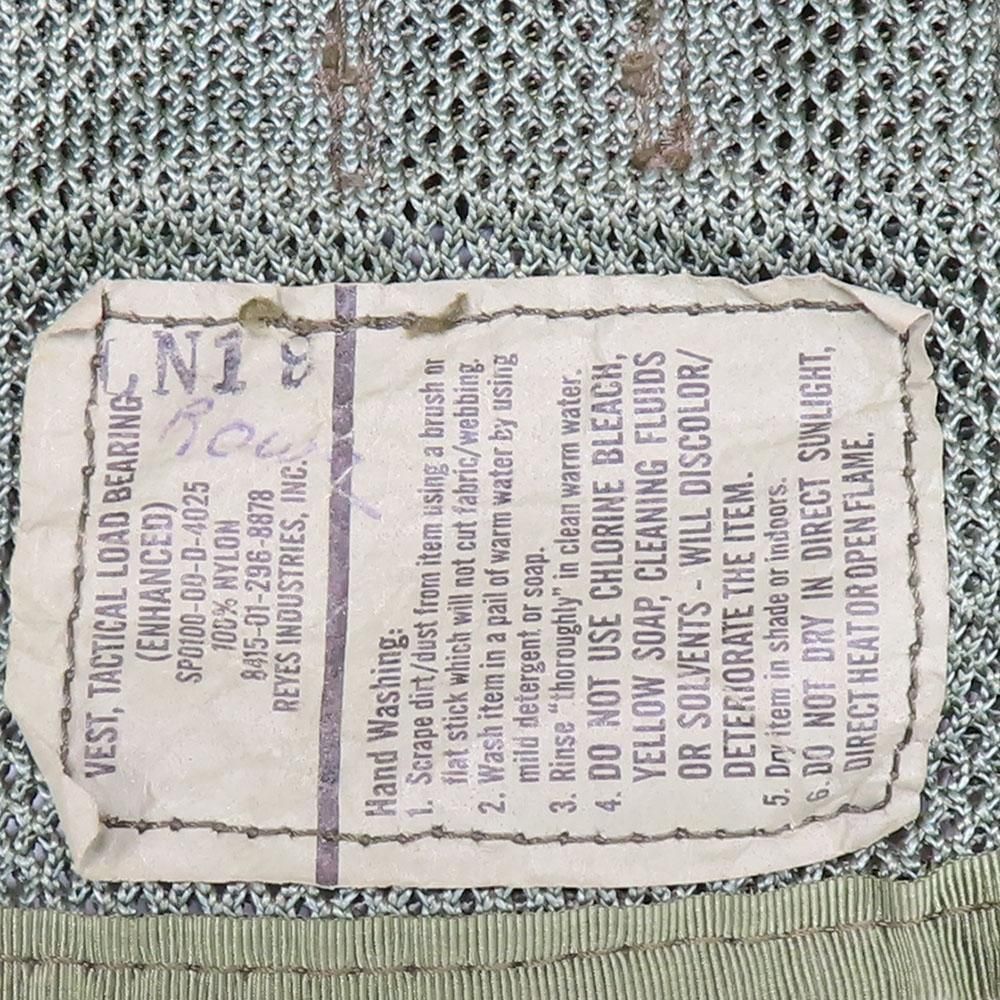 VEST, TACTICAL LOAD BEARING
(ENHANCED)
SPO100-DO-D-4025
100% NYLON
8415-01-296-8878
REYES INDUSTRIES, INC.
Hand Washing:
1. Scrape dirt/dust from item using a brush or
flat stick which will not cut fabric/webbing.
2. Wash item in a pail of warm water by using
mild detergent or soap.
3. Rinse "thoroughly" in clean warm water.
4. DO NOT USE CHLORINE BLEACH,
YELLOW SOAP, CLEANING FLUIDS
OR SOLVENTS - WILL DISCOLOR/
DETERIORATE THE ITEM.
5. Dry item in shade or indoors.
6. DO NOT DRY IN DIRECT SUNLIGHT,
DIRECT HEAT OR OPEN FLAME.